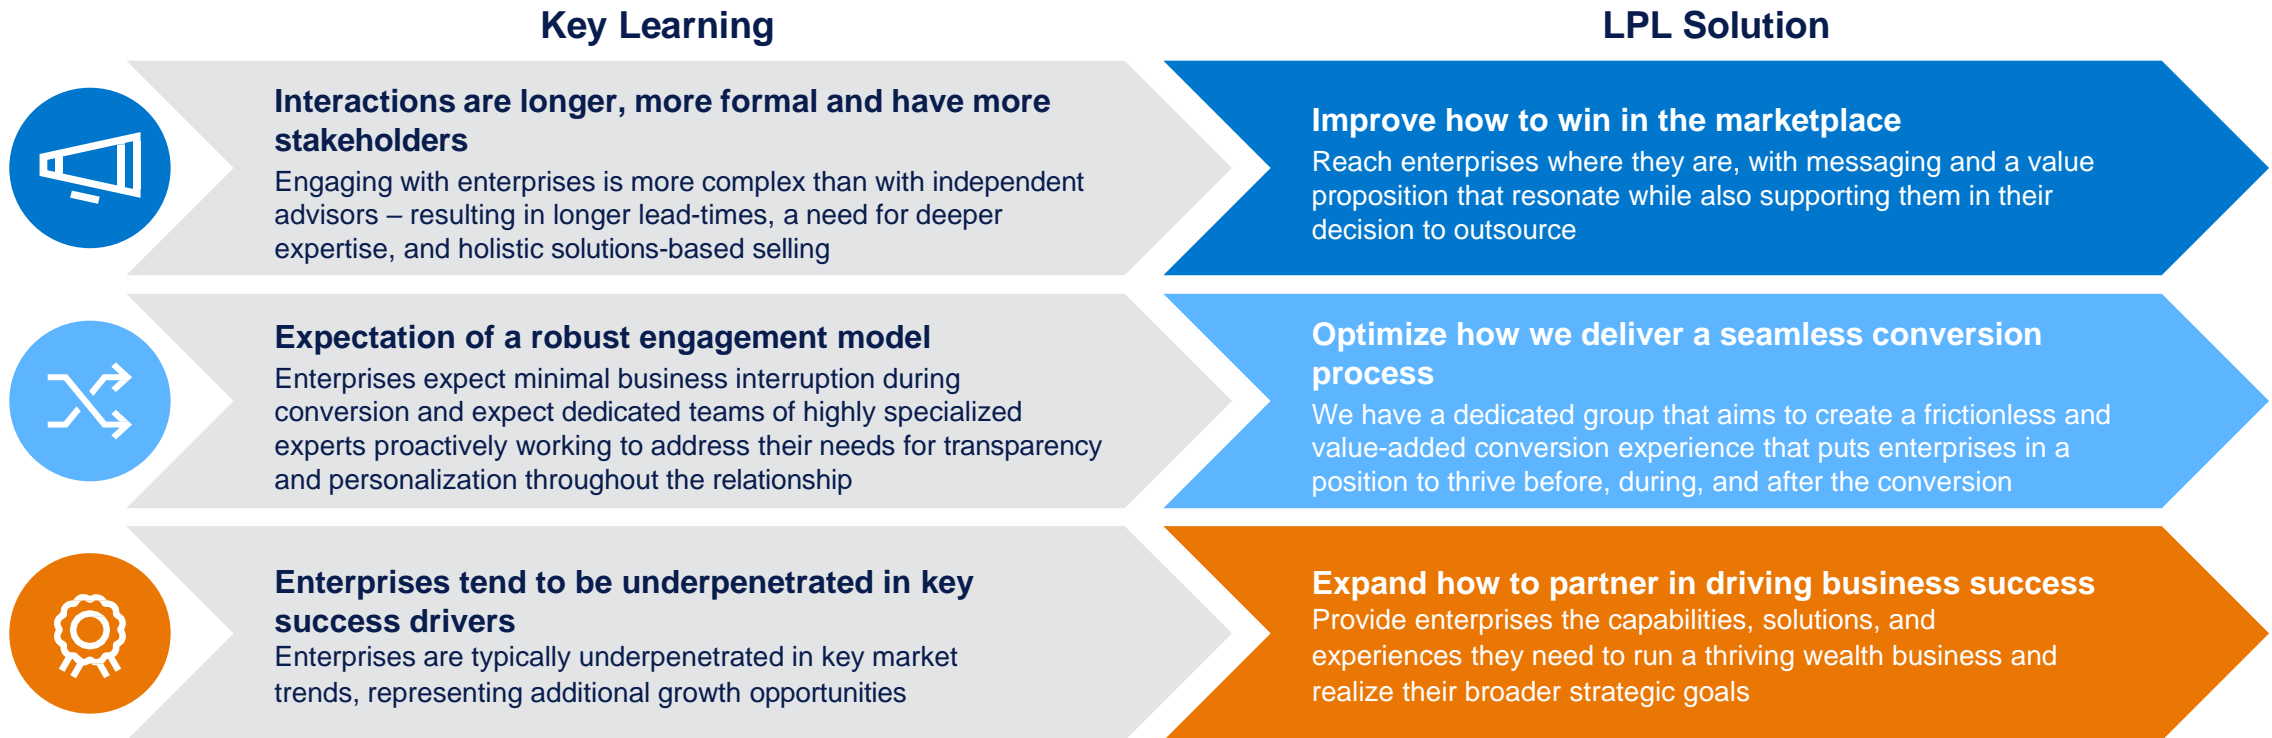 Key Learning
LPL Solution
Interactions are longer, more formal and have more
stakeholders
Engaging with enterprises is more complex than with independent
advisors – resulting in longer lead-times, a need for deeper
expertise, and holistic solutions-based selling
Improve how to win in the marketplace
Reach enterprises where they are, with messaging and a value
proposition that resonate while also supporting them in their
decision to outsource
Expectation of a robust engagement model
Enterprises expect minimal business interruption during
conversion and expect dedicated teams of highly specialized
experts proactively working to address their needs for transparency
and personalization throughout the relationship
Optimize how we deliver a seamless conversion
process
We have a dedicated group that aims to create a frictionless and
value-added conversion experience that puts enterprises in a
position to thrive before, during, and after the conversion
Enterprises tend to be underpenetrated in key
success drivers
Enterprises are typically underpenetrated in key market
trends, representing additional growth opportunities
Expand how to partner in driving business success
Provide enterprises the capabilities, solutions, and
experiences they need to run a thriving wealth business and
realize their broader strategic goals